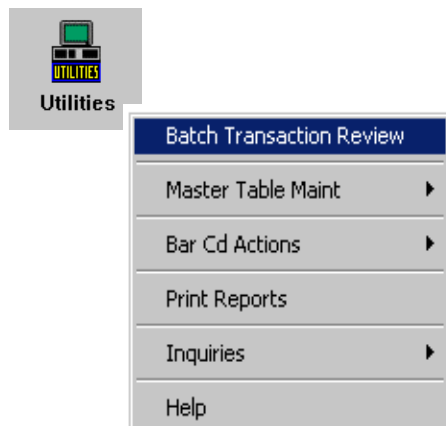 UTILITIES
Utilities
Batch Transaction Review
Master Table Maint
Bar Cd Actions
Print Reports
Inquiries
Help